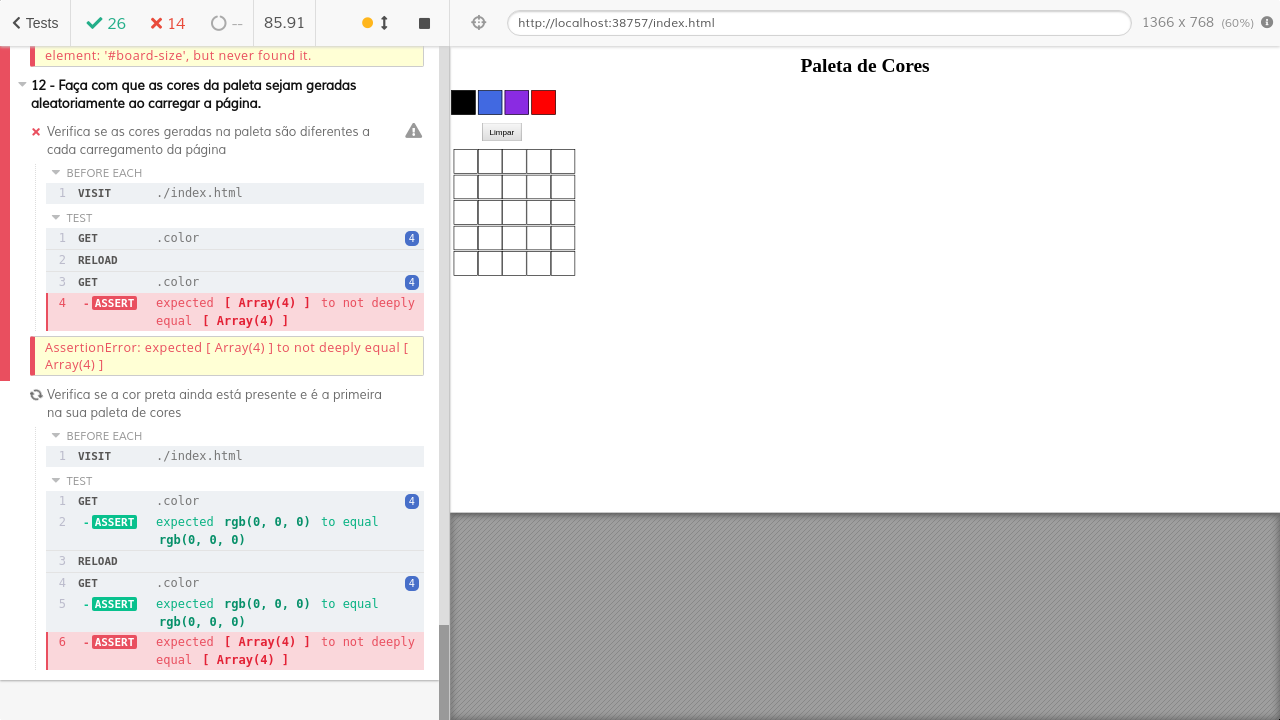 Tests 26 14 -- 85.91
http://localhost:38757/index.html 1366 x 768 (60%)
element: '#board-size', but never found it.
12 - Faça com que as cores da paleta sejam geradas
aleatoriamente ao carregar a página.
Verifica se as cores geradas na paleta são diferentes a
cada carregamento da página
BEFORE EACH
1 VISIT ./index.html
TEST
1 GET .color 4
2 RELOAD
3 GET .color 4
4 - ASSERT expected [ Array(4) ] to not deeply
equal [ Array(4) ]
AssertionError: expected [ Array(4) ] to not deeply equal [
Array(4) ]
Verifica se a cor preta ainda está presente e é a primeira
na sua paleta de cores
BEFORE EACH
1 VISIT ./index.html
TEST
1 GET .color 4
2 - ASSERT expected rgb(0, 0, 0) to equal
rgb(0, 0, 0)
3 RELOAD
4 GET .color 4
5 - ASSERT expected rgb(0, 0, 0) to equal
rgb(0, 0, 0)
6 - ASSERT expected [ Array(4) ] to not deeply
equal [ Array(4) ]
Paleta de Cores
Limpar